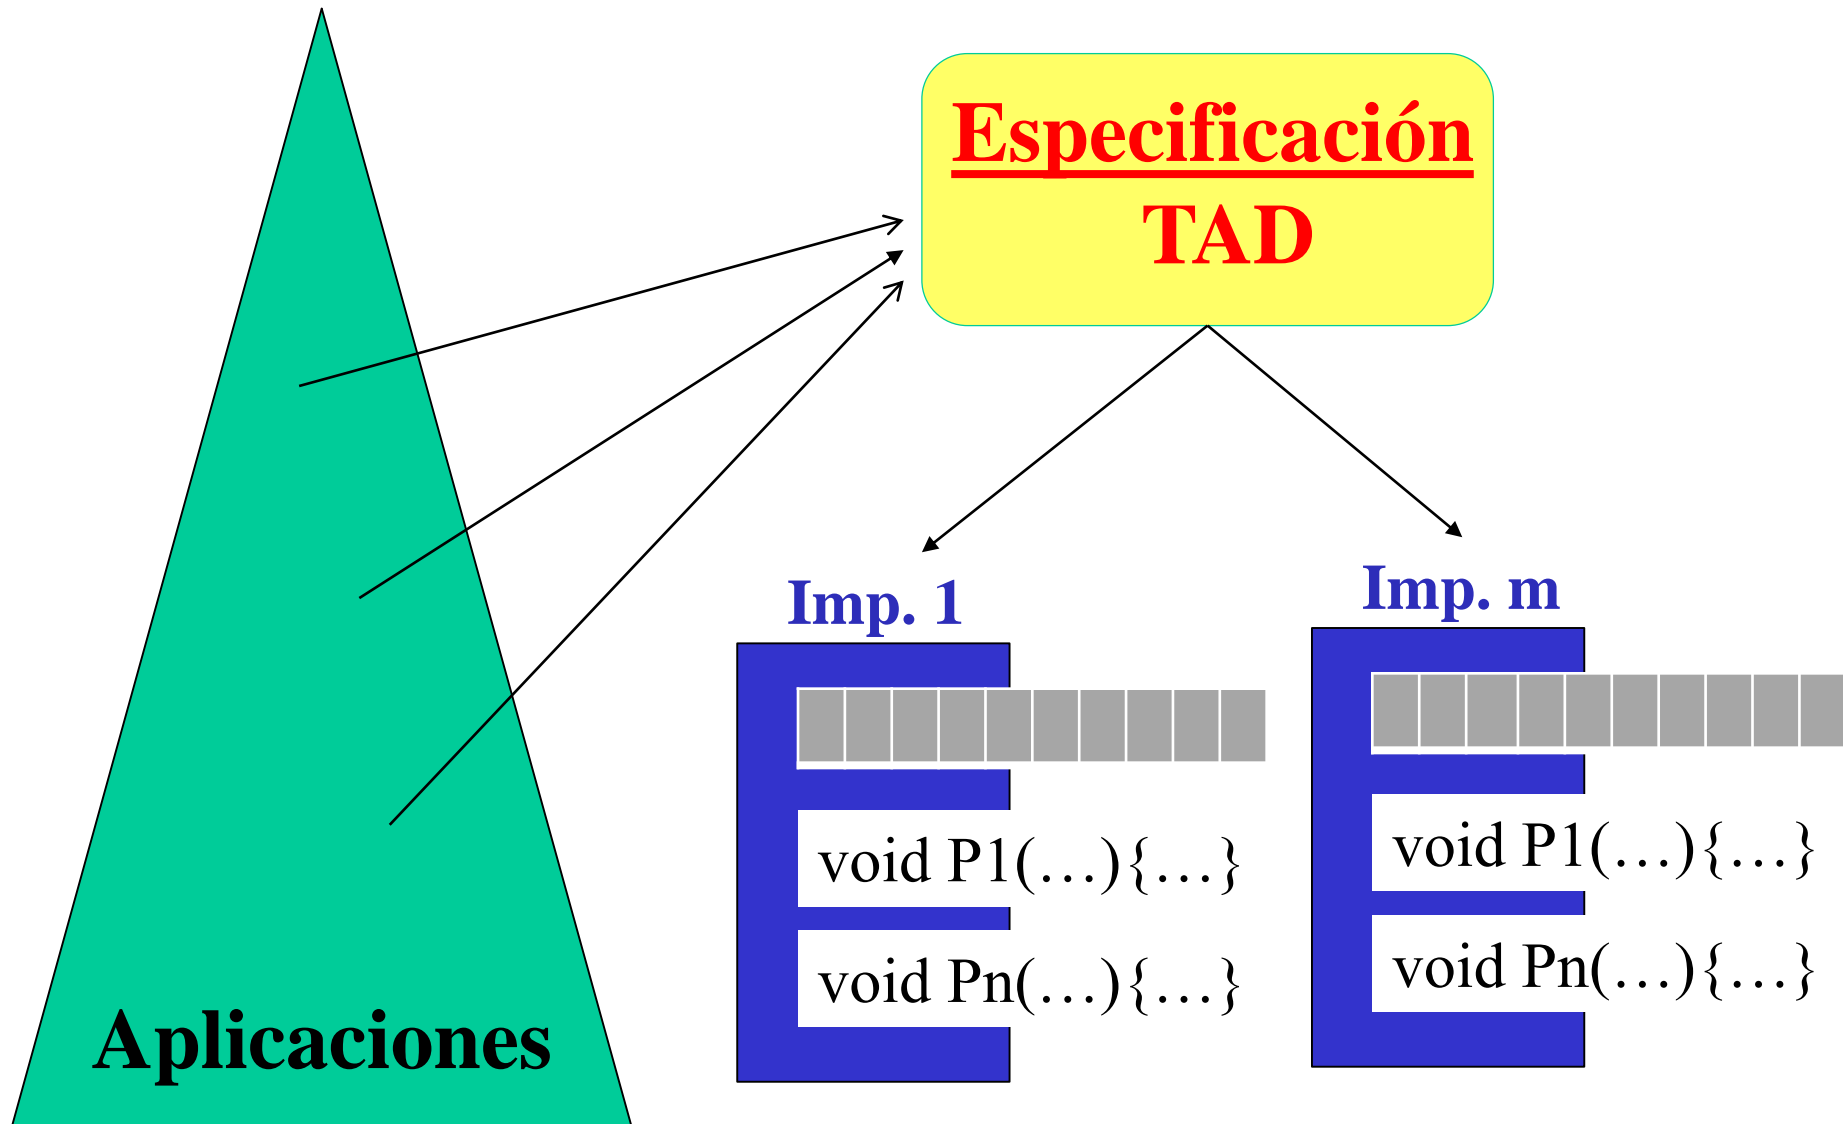 Especificación
TAD
Imp. 1
void P1(…){…}
void Pn(…){…}
Imp. m
void P1(…){…}
void Pn(…){…}
Aplicaciones